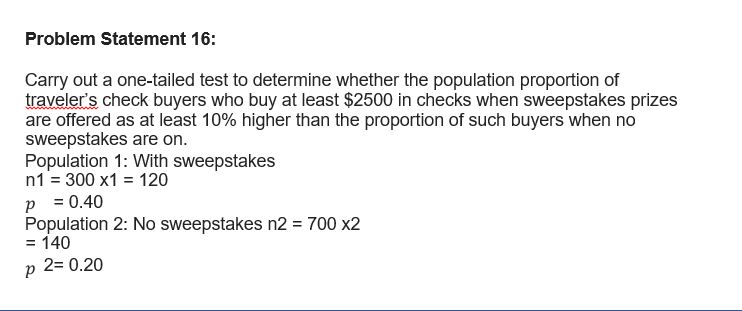 Problem Statement 16:
Carry out a one-tailed test to determine whether the population proportion of
traveler's check buyers who buy at least $2500 in checks when sweepstakes prizes
are offered as at least 10% higher than the proportion of such buyers when no
sweepstakes are on.
Population 1: With sweepstakes
n1 = 300 x1 = 120
p = 0.40
Population 2: No sweepstakes n2 = 700 x2
= 140
p 2= 0.20